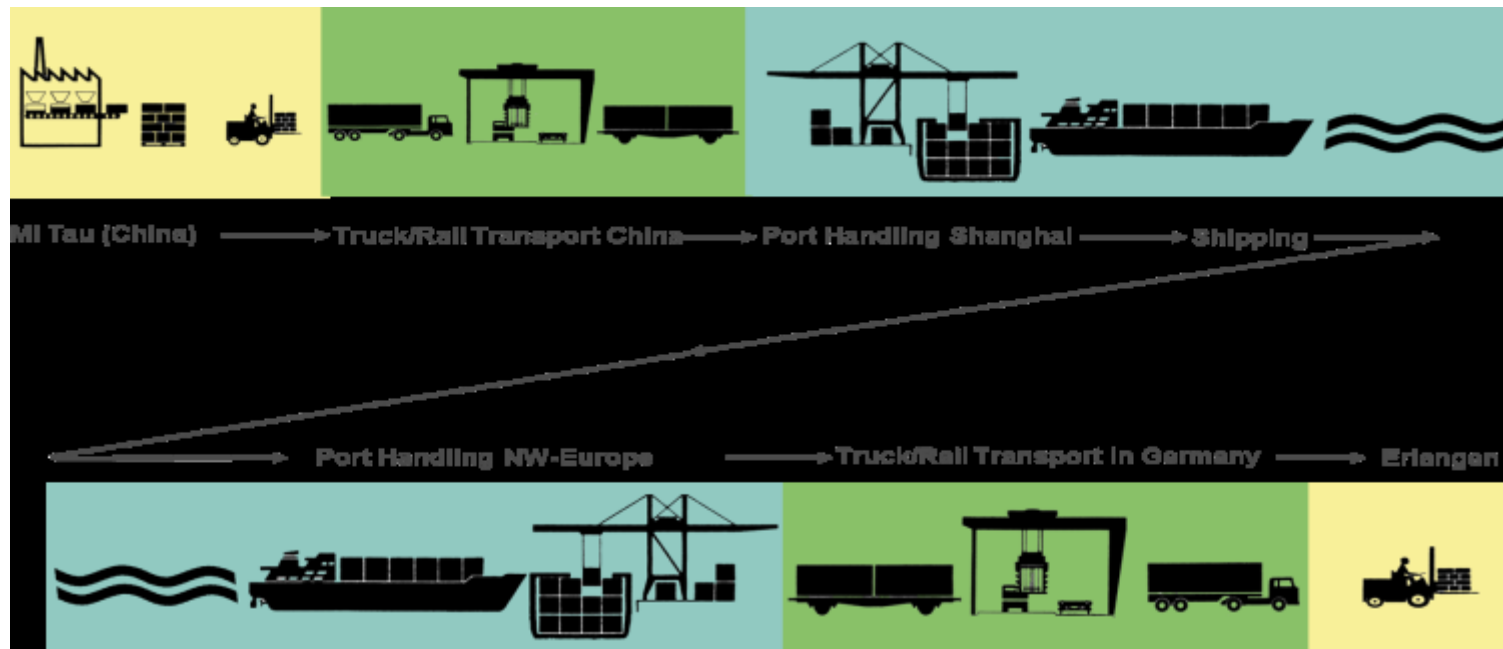 Mi Tau (China)
Truck/Rail Transport China
Port Handling Shanghai
Shipping
Port Handling NW-Europe
Truck/Rail Transport in Germany
Erlangen